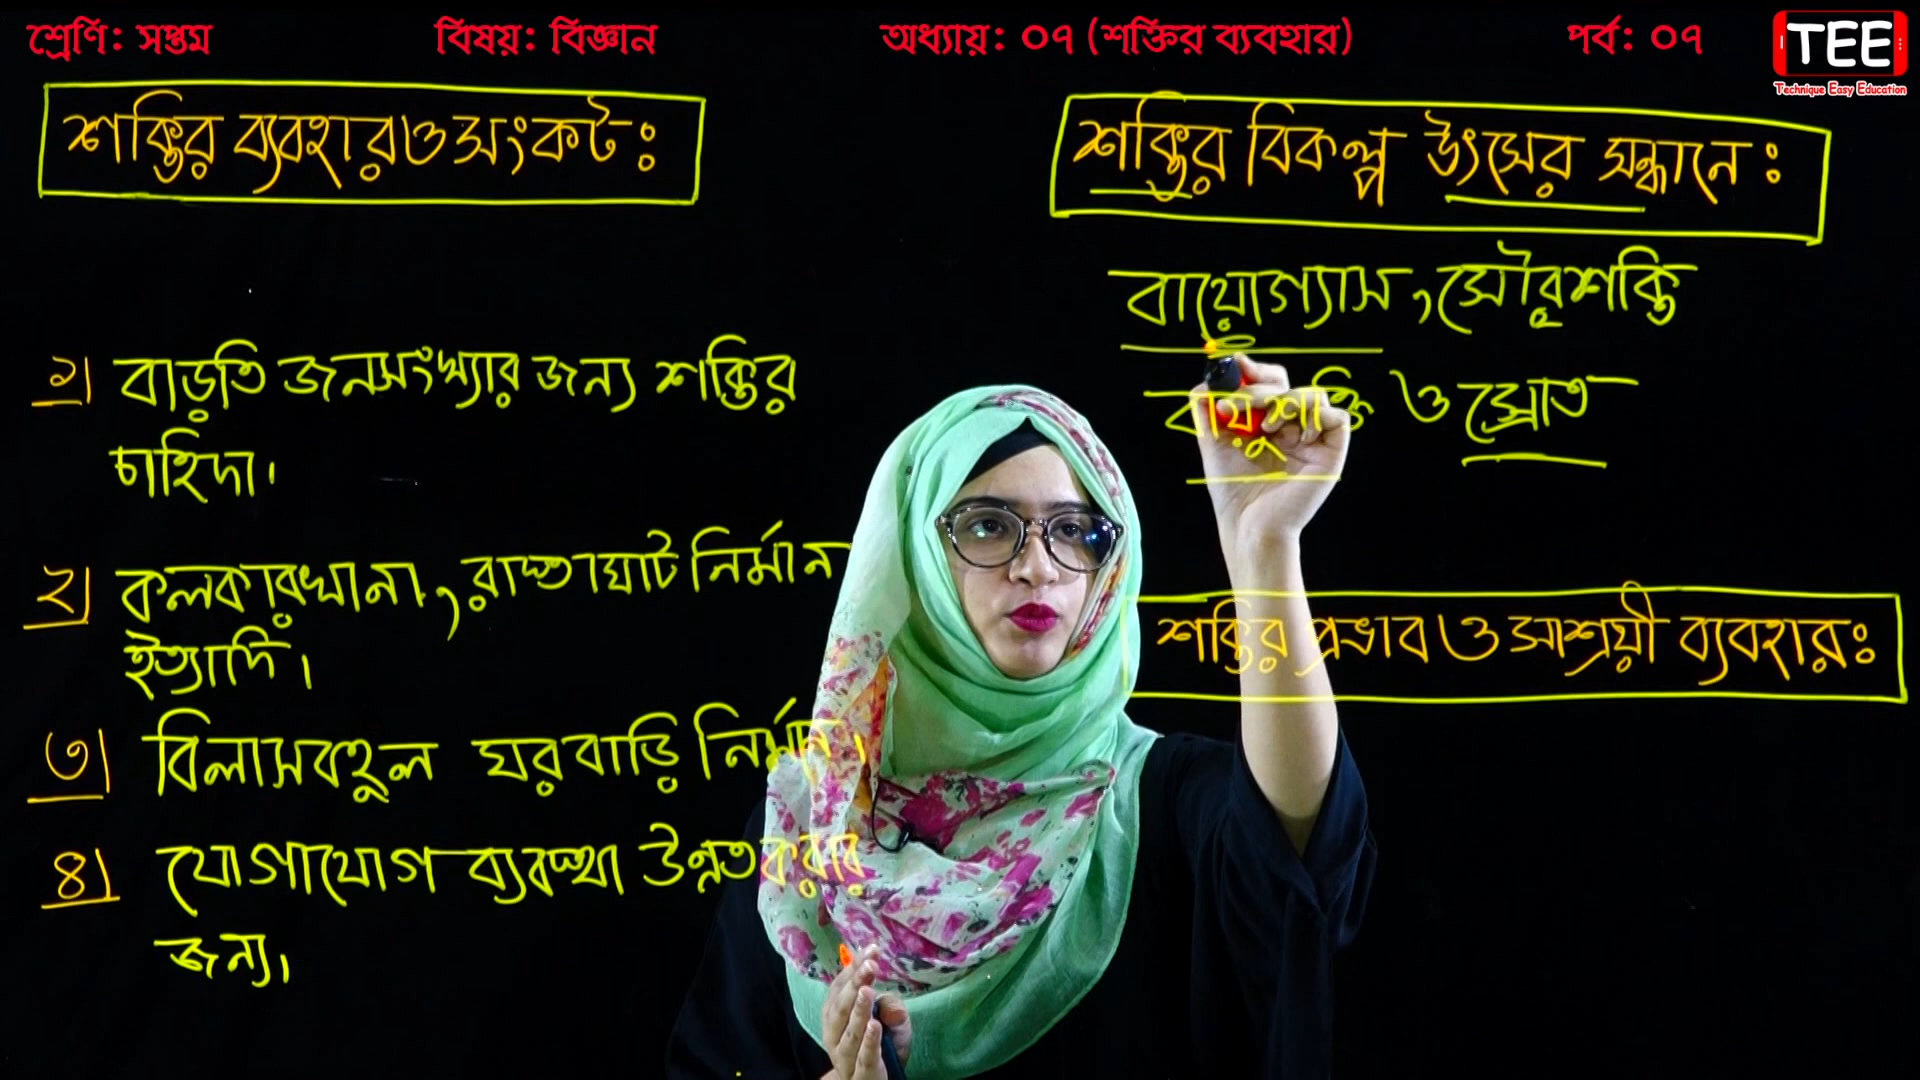 শ্রেণি: সপ্তম
বিষয়: বিজ্ঞান
অধ্যায়: ০৭ (শক্তির ব্যবহার)
পর্ব: ০৭
TEE
Technique Easy Education
শক্তির ব্যবহার ও সংকট:
১) বাড়তি জনসংখ্যার জন্য শক্তির
চাহিদা।
২) কলকারখানা, রাস্তাঘাট নির্মান
ইত্যাদি।
৩) বিলাসবহুল ঘরবাড়ি নির্মান।
৪) যোগাযোগ ব্যবস্থা উন্নত করার
জন্য।
শক্তির বিকল্প উৎসের সন্ধানে:
বায়োগ্যাস, সৌরশক্তি
বায়ুশক্তি ও স্রোত
শক্তির প্রভাব ও সাশ্রয়ী ব্যবহার: